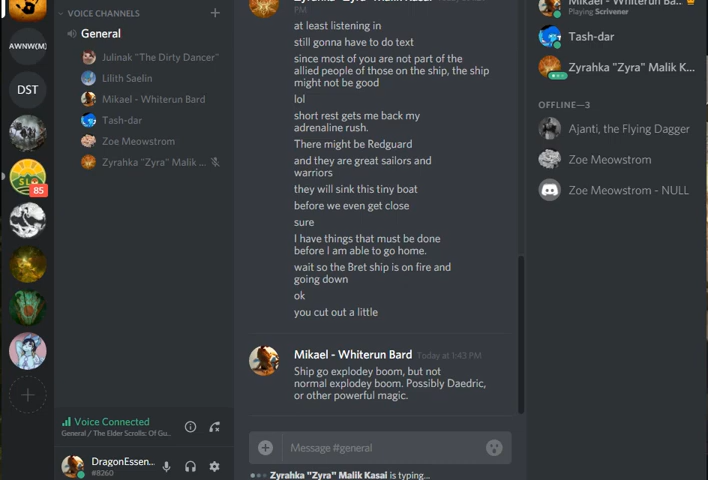 AWNW(M)
DST
85
VOICE CHANNELS
General
Julinak "The Dirty Dancer"
Lilith Saelin
Mikael - Whiterun Bard
Tash-dar
Zoe Meowstrom
Zyrahka "Zyra" Malik ...
Voice Connected
General / The Elder Scrolls: Of Gu...
DragonEssen...
#8260
PM
at least listening in
still gonna have to do text
since most of you are not part of the
allied people of those on the ship, the ship
might not be good
lol
short rest gets me back my
adrenaline rush.
There might be Redguard
and they are great sailors and
warriors
they will sink this tiny boat
before we even get close
sure
I have things that must be done
before I am able to go home.
wait so the Bret ship is on fire and
going down
ok
you cut out a little
Mikael - Whiterun Bard Today at 1:43 PM
Ship go explodey boom, but not
normal explodey boom. Possibly Daedric,
or other powerful magic.
Message #general
Zyrahka "Zyra" Malik Kasai is typing...
Mikael - Whiterun Ba...
Playing Scrivener
Tash-dar
Zyrahka "Zyra" Malik K...
OFFLINE—3
Ajanti, the Flying Dagger
Zoe Meowstrom
Zoe Meowstrom - NULL